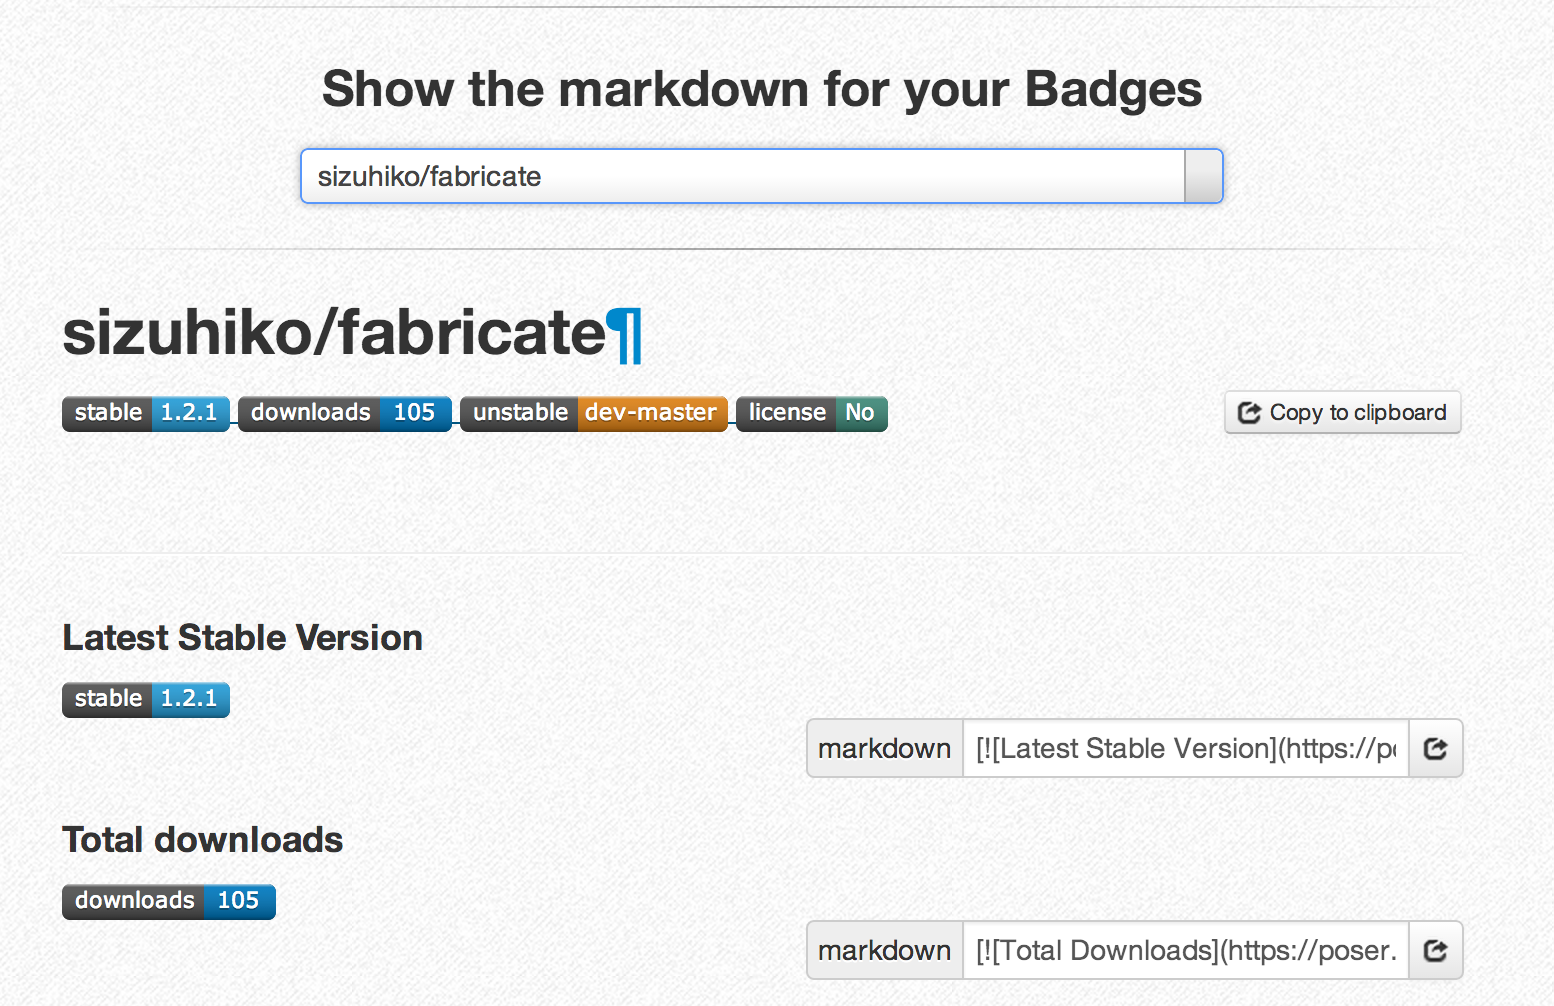 Show the markdown for your Badges
sizuhiko/fabricate
sizuhiko/fabricate¶
stable 1.2.1 downloads 105 unstable dev-master license No Copy to clipboard
Latest Stable Version
stable 1.2.1
markdown [![Latest Stable Version](https://po
Total downloads
downloads 105
markdown [![Total Downloads](https://poser.